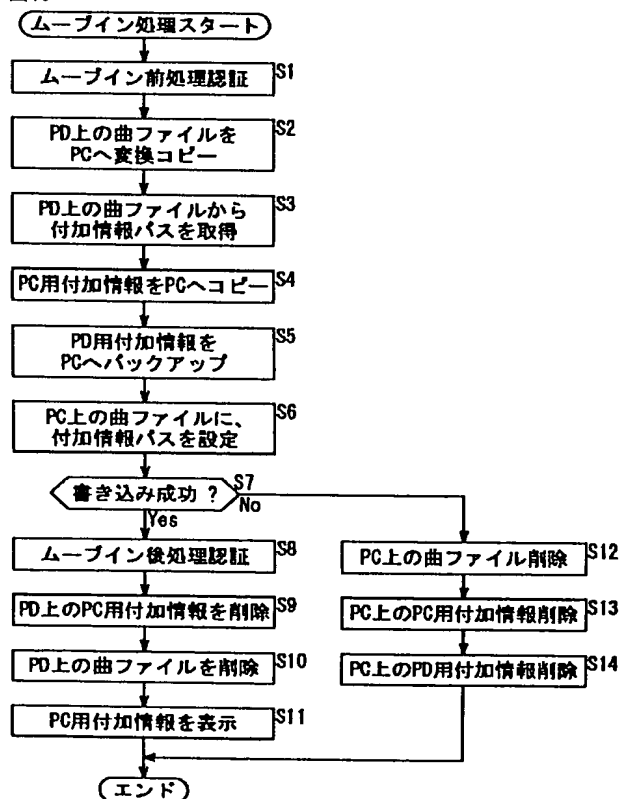 ムーブイン処理スタート
ムーブイン前処理認証
S1
PD上の曲ファイルを
PCへ変換コピー
S2
PD上の曲ファイルから
付加情報パスを取得
S3
PC用付加情報をPCへコピー
S4
PD用付加情報を
PCへバックアップ
S5
PC上の曲ファイルに、
付加情報パスを設定
S6
書き込み成功 ?
S7
No
Yes
ムーブイン後処理認証
S8
PD上のPC用付加情報を削除
S9
PD上の曲ファイルを削除
S10
PC用付加情報を表示
S11
PC上の曲ファイル削除
S12
PC上のPC用付加情報削除
S13
PC上のPD用付加情報削除
S14
エンド